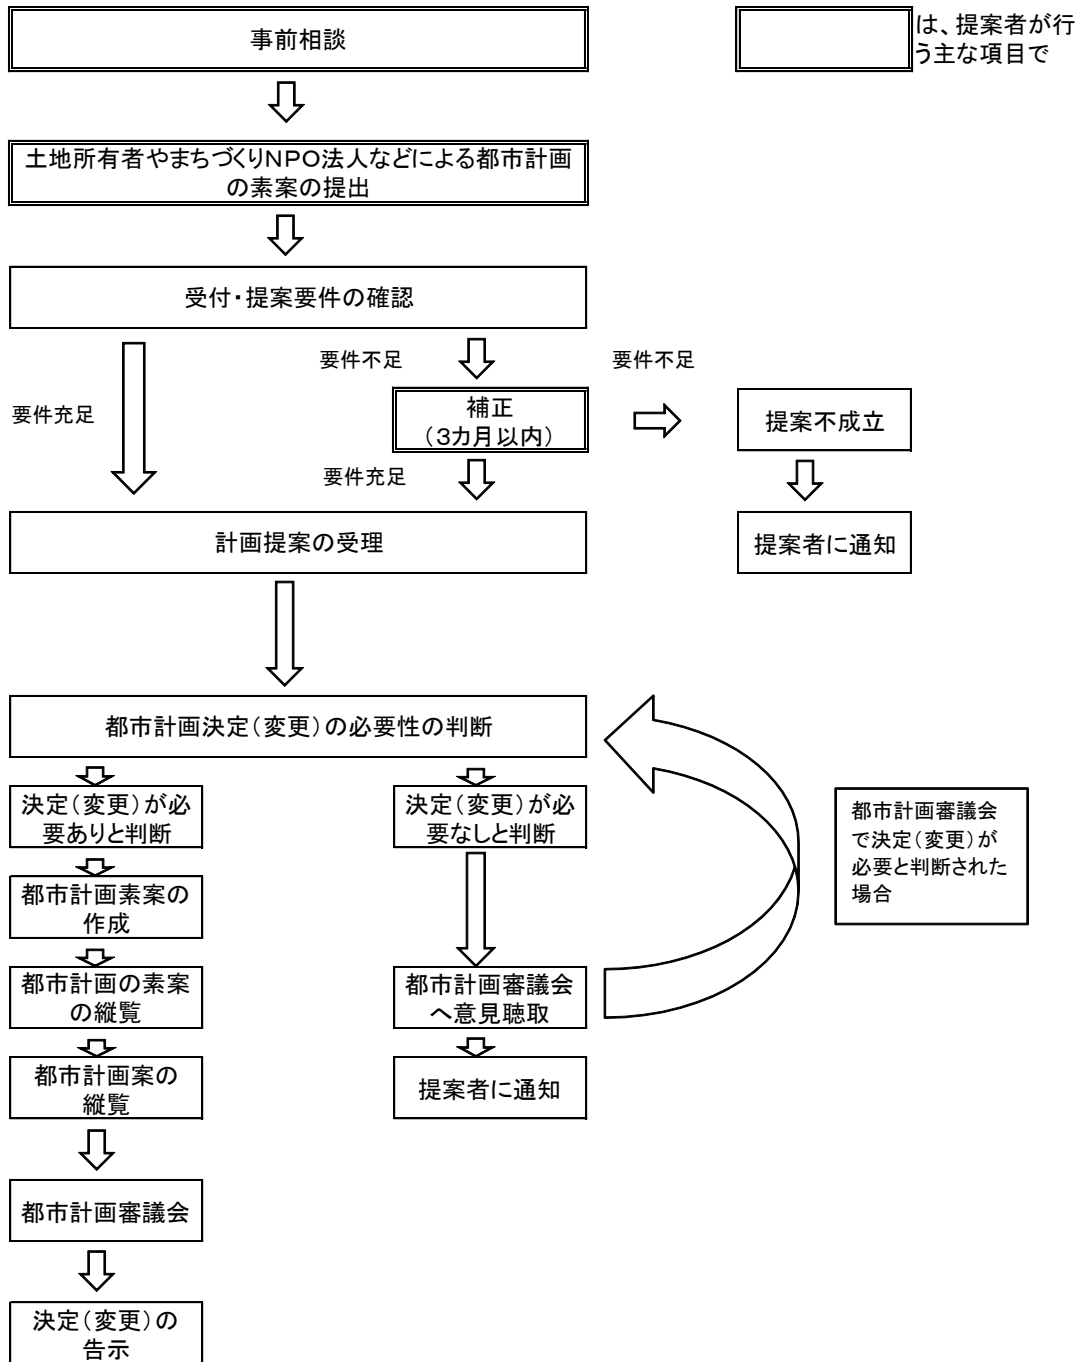 事前相談
は、提案者が行
う主な項目で
土地所有者やまちづくりNPO法人などによる都市計画
の素案の提出
受付・提案要件の確認
要件不足
要件不足
要件充足
補正
(3カ月以内)
提案不成立
要件充足
計画提案の受理
提案者に通知
都市計画決定(変更)の必要性の判断
決定(変更)が必
要ありと判断
決定(変更)が必
要なしと判断
都市計画審議会
で決定(変更)が
必要と判断された
場合
都市計画素案の
作成
都市計画の素案
の縦覧
都市計画審議会
へ意見聴取
都市計画案の
縦覧
提案者に通知
都市計画審議会
決定(変更)の
告示